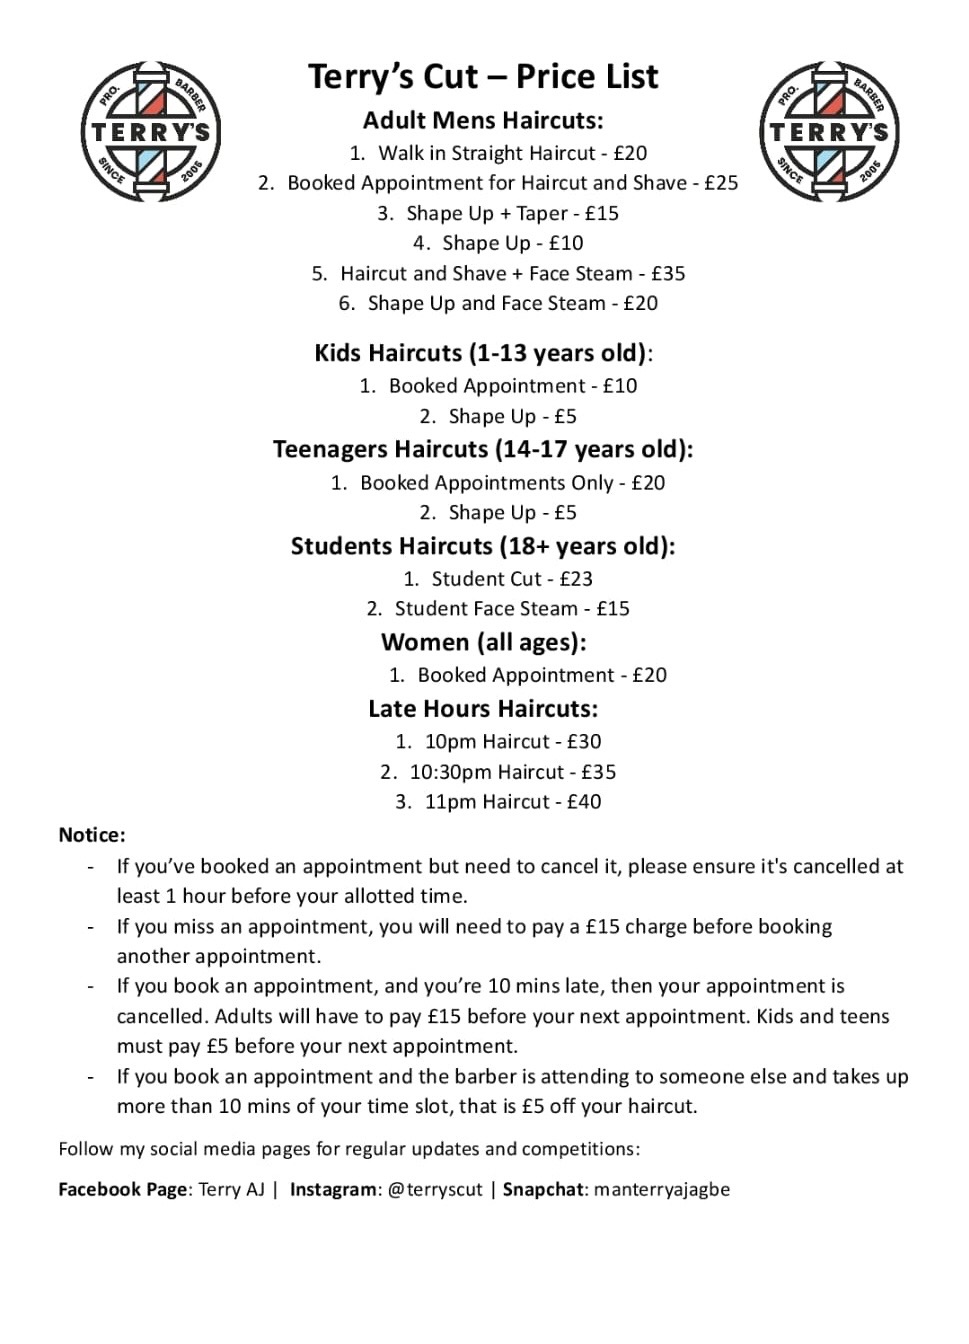 PRO. BARBER
TERRY'S
SINCE 2005
Terry’s Cut – Price List
PRO. BARBER
TERRY'S
SINCE 2005
Adult Mens Haircuts:
1. Walk in Straight Haircut - £20
2. Booked Appointment for Haircut and Shave - £25
3. Shape Up + Taper - £15
4. Shape Up - £10
5. Haircut and Shave + Face Steam - £35
6. Shape Up and Face Steam - £20
Kids Haircuts (1-13 years old):
1. Booked Appointment - £10
2. Shape Up - £5
Teenagers Haircuts (14-17 years old):
1. Booked Appointments Only - £20
2. Shape Up - £5
Students Haircuts (18+ years old):
1. Student Cut - £23
2. Student Face Steam - £15
Women (all ages):
1. Booked Appointment - £20
Late Hours Haircuts:
1. 10pm Haircut - £30
2. 10:30pm Haircut - £35
3. 11pm Haircut - £40
Notice:
- If you’ve booked an appointment but need to cancel it, please ensure it's cancelled at
least 1 hour before your allotted time.
- If you miss an appointment, you will need to pay a £15 charge before booking
another appointment.
- If you book an appointment, and you’re 10 mins late, then your appointment is
cancelled. Adults will have to pay £15 before your next appointment. Kids and teens
must pay £5 before your next appointment.
- If you book an appointment and the barber is attending to someone else and takes up
more than 10 mins of your time slot, that is £5 off your haircut.
Follow my social media pages for regular updates and competitions:
Facebook Page: Terry AJ | Instagram: @terryscut | Snapchat: manterryajagbe